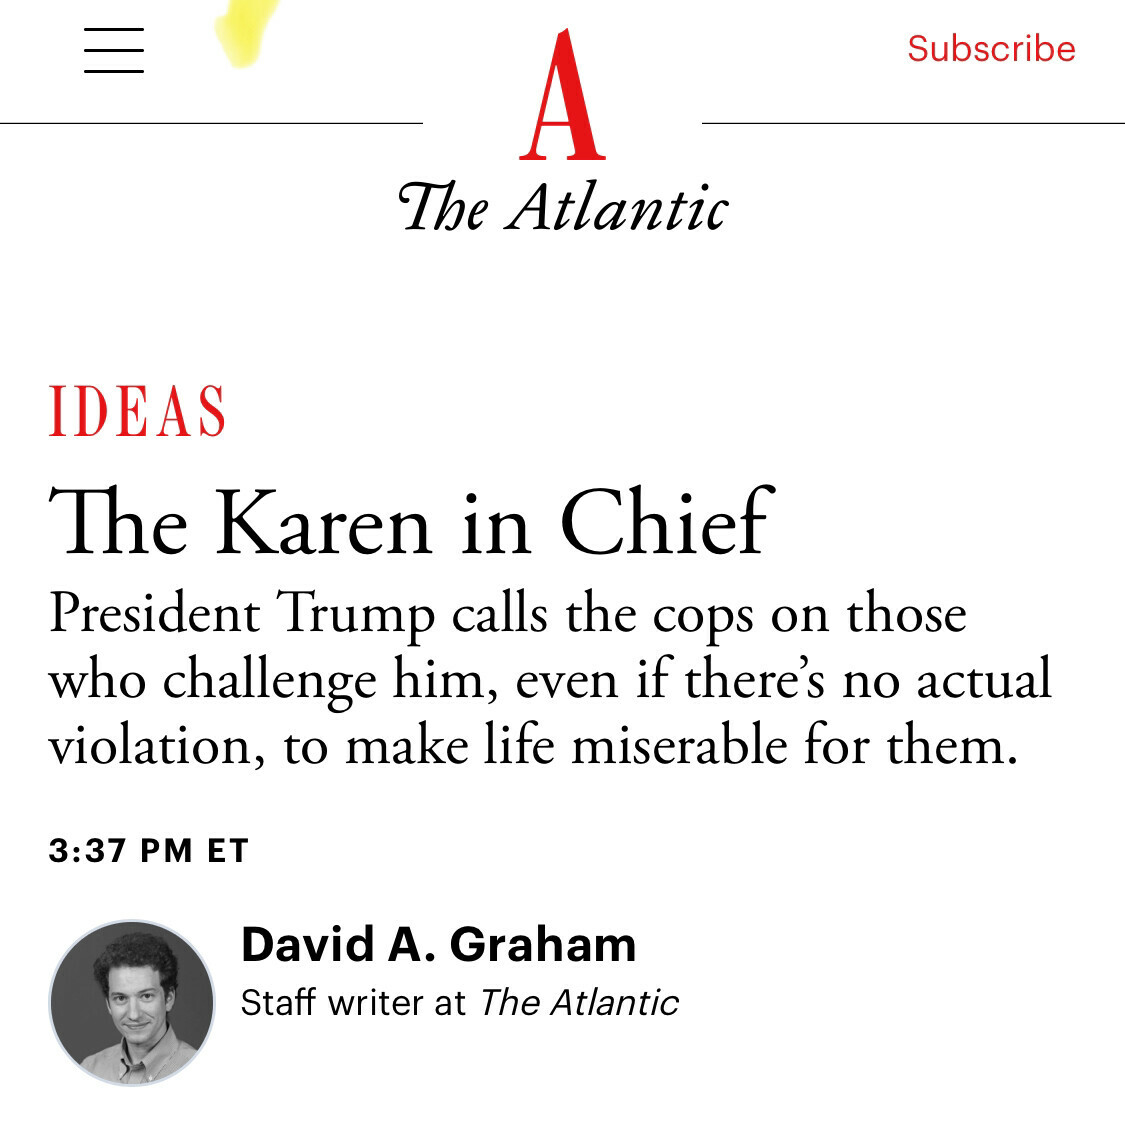 Subscribe
A
The Atlantic
IDEAS
The Karen in Chief
President Trump calls the cops on those
who challenge him, even if there’s no actual
violation, to make life miserable for them.
3:37 PM ET
David A. Graham
Staff writer at The Atlantic